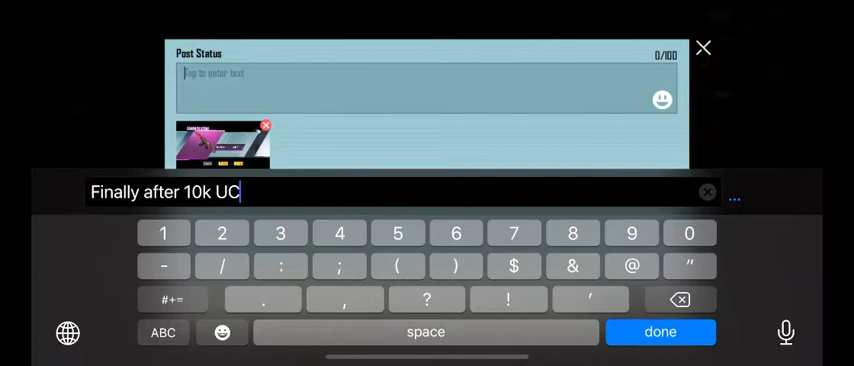 Post Status
0/100
Tap to enter text
Finally after 10k UC
...
1 2 3 4 5 6 7 8 9 0
- / : ; ( ) $ & @ "
#+= . , ? ! '
ABC space done